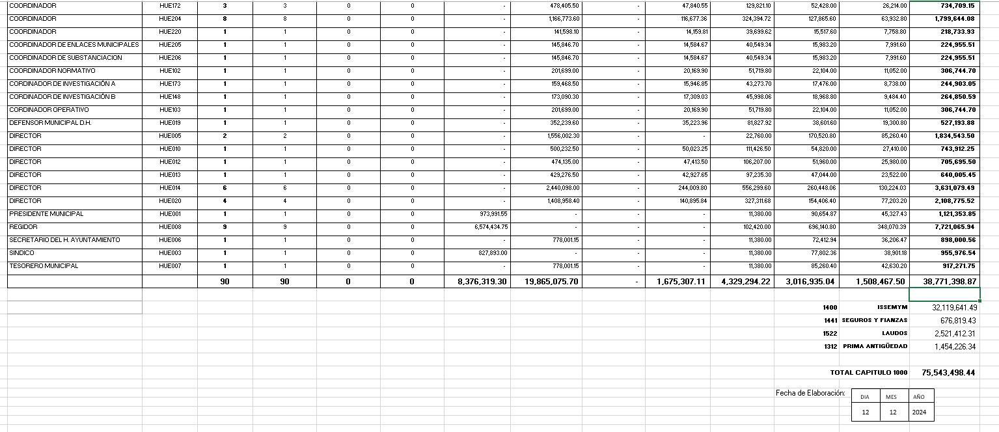 COORDINADOR HUE172 3 3 0 0 - 478,405.50 - 47,840.55 129,821.10 52,428.00 26,214.00 734,709.15
COORDINADOR HUE204 8 8 0 0 - 1,166,773.60 - 116,677.36 324,394.72 127,865.60 63,932.80 1,799,644.08
COORDINADOR HUE220 1 1 0 0 - 141,598.10 - 14,159.81 39,699.62 15,517.60 7,758.80 218,733.93
COORDINADOR DE ENLACES MUNICIPALES HUE205 1 1 0 0 - 145,846.70 - 14,584.67 40,549.34 15,983.20 7,991.60 224,955.51
COORDINADOR DE SUBSTANCIACION HUE206 1 1 0 0 - 145,846.70 - 14,584.67 40,549.34 15,983.20 7,991.60 224,955.51
COORDINADOR NORMATIVO HUE102 1 1 0 0 - 201,699.00 - 20,169.90 51,719.80 22,104.00 11,052.00 306,744.70
CORDINADOR DE INVESTIGACIÓN A HUE173 1 1 0 0 - 159,468.50 - 15,946.85 43,273.70 17,476.00 8,738.00 244,903.05
CORDINADOR DE INVESTIGACIÓN B HUE148 1 1 0 0 - 173,090.30 - 17,309.03 45,998.06 18,968.80 9,484.40 264,850.59
CORDINADOR OPERATIVO HUE103 1 1 0 0 - 201,699.00 - 20,169.90 51,719.80 22,104.00 11,052.00 306,744.70
DEFENSOR MUNICIPAL D.H. HUE019 1 1 0 0 - 352,239.60 - 35,223.96 81,827.92 38,601.60 19,300.80 527,193.88
DIRECTOR HUE005 2 2 0 0 - 1,556,002.30 - - 22,760.00 170,520.80 85,260.40 1,834,543.50
DIRECTOR HUE010 1 1 0 0 - 500,232.50 - 50,023.25 111,426.50 54,820.00 27,410.00 743,912.25
DIRECTOR HUE012 1 1 0 0 - 474,135.00 - 47,413.50 106,207.00 51,960.00 25,980.00 705,695.50
DIRECTOR HUE013 1 1 0 0 - 429,276.50 - 42,927.65 97,235.30 47,044.00 23,522.00 640,005.45
DIRECTOR HUE014 6 6 0 0 - 2,440,098.00 - 244,009.80 556,299.60 260,448.06 130,224.03 3,631,079.49
DIRECTOR HUE020 4 4 0 0 - 1,408,958.40 - 140,895.84 327,311.68 154,406.40 77,203.20 2,108,775.52
PRESIDENTE MUNICIPAL HUE001 1 1 0 0 973,991.55 - - - 11,380.00 90,654.87 45,327.43 1,121,353.85
REGIDOR HUE008 9 9 0 0 6,574,434.75 - - - 102,420.00 696,140.80 348,070.39 7,721,065.94
SECRETARIO DEL H. AYUNTAMIENTO HUE006 1 1 0 0 - 778,001.15 - - 11,380.00 72,412.94 36,206.47 898,000.56
SINDICO HUE003 1 1 0 0 827,893.00 - - - 11,380.00 77,802.36 38,901.18 955,976.54
TESORERO MUNICIPAL HUE007 1 1 0 0 - 778,001.15 - - 11,380.00 85,260.40 42,630.20 917,271.75
90 90 0 0 8,376,319.30 19,865,075.70 - 1,675,307.11 4,329,294.22 3,016,935.04 1,508,467.50 38,771,398.87
1400 ISSEMYM 32,119,641.49
1441 SEGUROS Y FIANZAS 676,819.43
1522 LAUDOS 2,521,412.31
1312 PRIMA ANTIGÜEDAD 1,454,226.34
TOTAL CAPITULO 1000 75,543,498.44
Fecha de Elaboración: DIA MES AÑO
12 12 2024